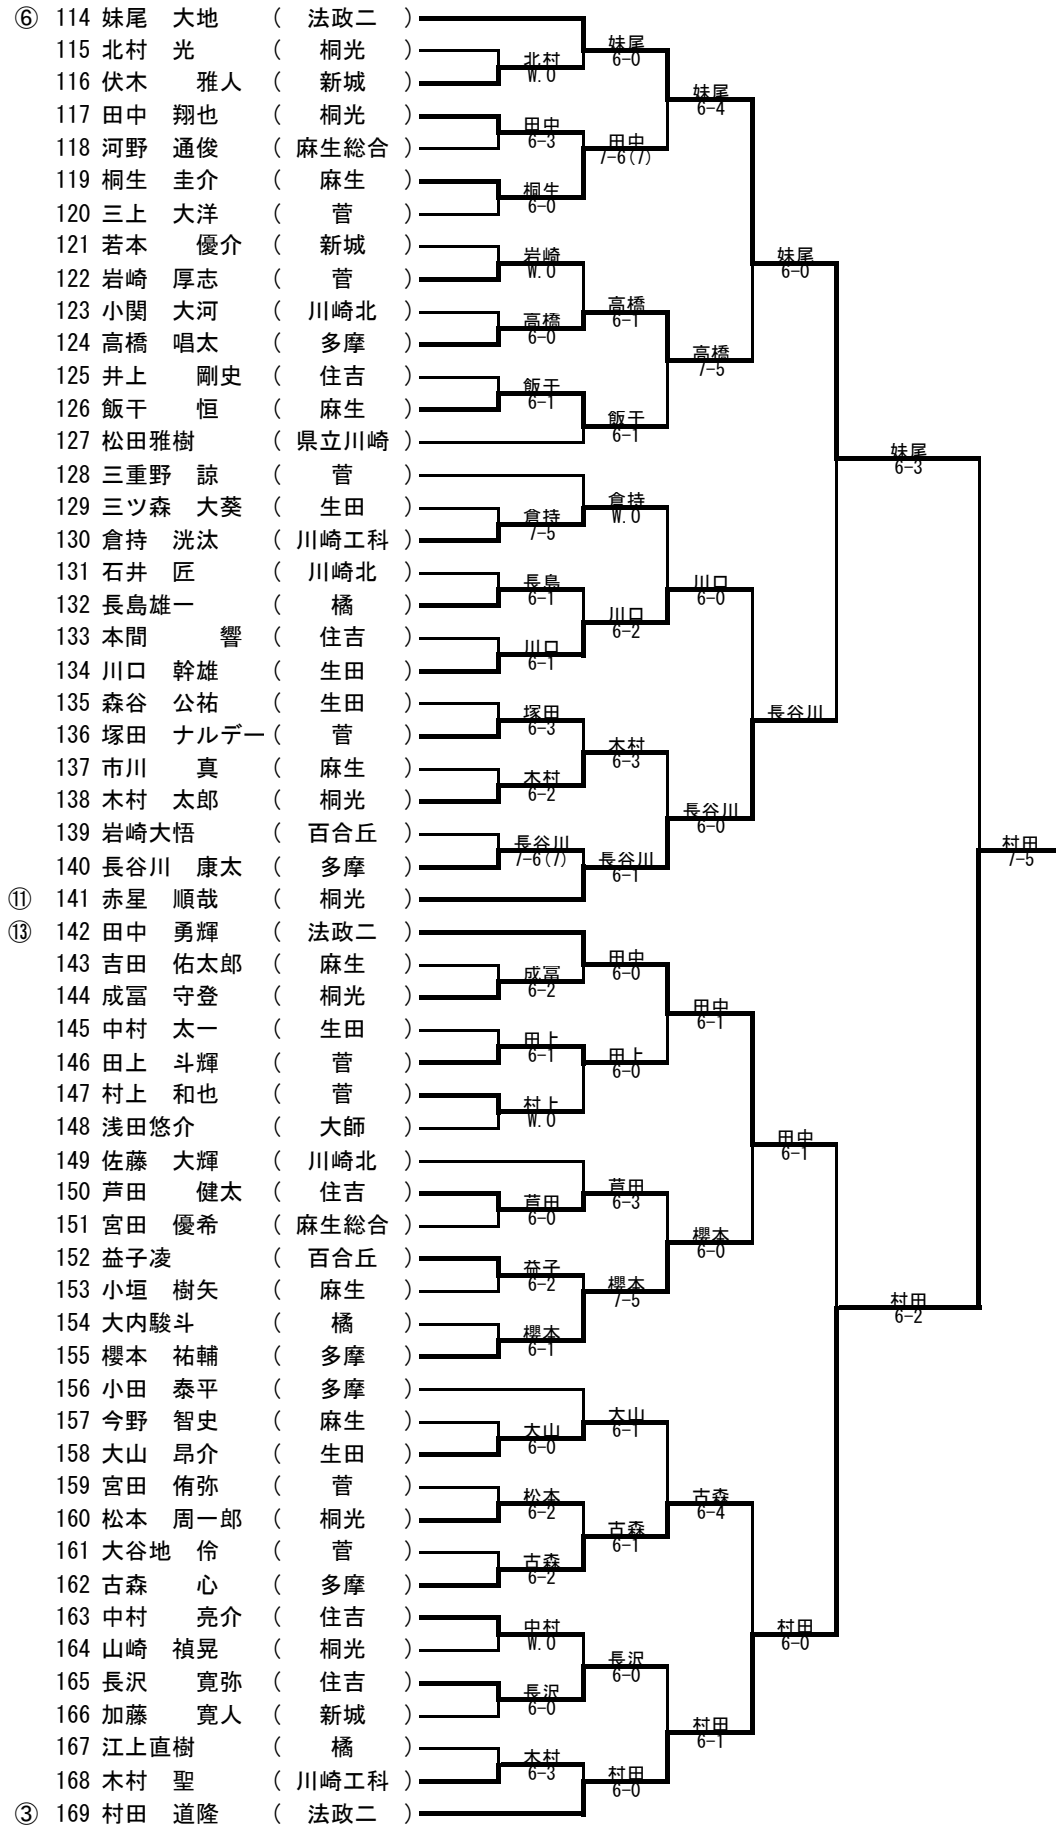 ⑥ 114 妹尾　大地 （ 法政二 ）
115 北村　光 （ 桐光 ）
116 伏木　　雅人 （ 新城 ）
117 田中　翔也 （ 桐光 ）
118 河野　通俊 （ 麻生総合 ）
119 桐生　圭介 （ 麻生 ）
120 三上　大洋 （ 菅 ）
121 若本　　優介 （ 新城 ）
122 岩崎　厚志 （ 菅 ）
123 小関　大河 （ 川崎北 ）
124 高橋　唱太 （ 多摩 ）
125 井上　　剛史 （ 住吉 ）
126 飯干　　恒 （ 麻生 ）
127 松田雅樹 （ 県立川崎 ）
128 三重野　諒 （ 菅 ）
129 三ツ森　大葵 （ 生田 ）
130 倉持　洸汰 （ 川崎工科 ）
131 石井　匠 （ 川崎北 ）
132 長島雄一 （ 橘 ）
133 本間　　　響 （ 住吉 ）
134 川口　幹雄 （ 生田 ）
135 森谷　公祐 （ 生田 ）
136 塚田　ナルデー （ 菅 ）
137 市川　　真 （ 麻生 ）
138 木村　太郎 （ 桐光 ）
139 岩崎大悟 （ 百合丘 ）
140 長谷川　康太 （ 多摩 ）
⑪ 141 赤星　順哉 （ 桐光 ）
⑬ 142 田中　勇輝 （ 法政二 ）
143 吉田　佑太郎 （ 麻生 ）
144 成冨　守登 （ 桐光 ）
145 中村　太一 （ 生田 ）
146 田上　斗輝 （ 菅 ）
147 村上　和也 （ 菅 ）
148 浅田悠介 （ 大師 ）
149 佐藤　大輝 （ 川崎北 ）
150 芦田　　健太 （ 住吉 ）
151 宮田　優希 （ 麻生総合 ）
152 益子凌 （ 百合丘 ）
153 小垣　樹矢 （ 麻生 ）
154 大内駿斗 （ 橘 ）
155 櫻本　祐輔 （ 多摩 ）
156 小田　泰平 （ 多摩 ）
157 今野　智史 （ 麻生 ）
158 大山　昂介 （ 生田 ）
159 宮田　侑弥 （ 菅 ）
160 松本　周一郎 （ 桐光 ）
161 大谷地　伶 （ 菅 ）
162 古森　　心 （ 多摩 ）
163 中村　　亮介 （ 住吉 ）
164 山崎　禎晃 （ 桐光 ）
165 長沢　　寛弥 （ 住吉 ）
166 加藤　　寛人 （ 新城 ）
167 江上直樹 （ 橘 ）
168 木村　聖 （ 川崎工科 ）
③ 169 村田　道隆 （ 法政二 ）
北村
W.0
田中
6-3
桐生
6-0
岩崎
W.0
高橋
6-0
飯干
6-1
倉持
7-5
長島
6-1
川口
6-1
塚田
6-3
木村
6-2
長谷川
7-6(7)
成冨
6-2
田上
6-1
村上
W.0
芦田
6-0
益子
6-2
櫻本
6-1
大山
6-0
松本
6-2
古森
6-2
中村
W.0
長沢
6-0
木村
6-3
妹尾
6-0
田中
7-6(7)
高橋
6-1
飯干
6-1
倉持
W.0
川口
6-2
木村
6-3
長谷川
6-1
田中
6-0
田上
6-0
芦田
6-3
櫻本
7-5
大山
6-1
古森
6-1
長沢
6-0
村田
6-0
妹尾
6-4
高橋
7-5
川口
6-0
長谷川
6-0
田中
6-1
櫻本
6-0
古森
6-4
村田
6-1
妹尾
6-0
長谷川
田中
6-1
村田
6-0
妹尾
6-3
村田
6-2
村田
7-5